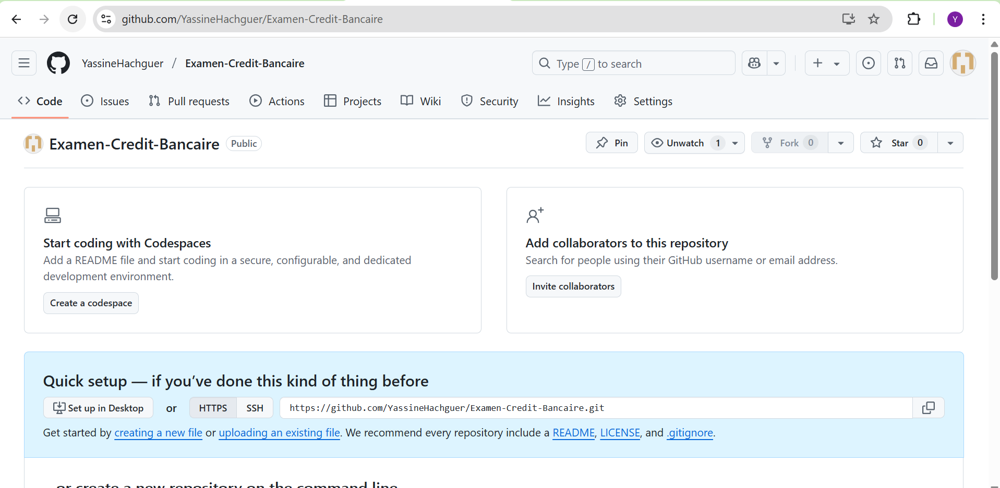 github.com/YassineHachguer/Examen-Credit-Bancaire
Y
YassineHachguer / Examen-Credit-Bancaire
Type / to search
Code Issues Pull requests Actions Projects Wiki Security Insights Settings
Examen-Credit-Bancaire Public
Pin Unwatch 1 Fork 0 Star 0
Start coding with Codespaces
Add a README file and start coding in a secure, configurable, and dedicated
development environment.
Create a codespace
Add collaborators to this repository
Search for people using their GitHub username or email address.
Invite collaborators
Quick setup — if you’ve done this kind of thing before
Set up in Desktop or HTTPS SSH https://github.com/YassineHachguer/Examen-Credit-Bancaire.git
Get started by creating a new file or uploading an existing file. We recommend every repository include a README, LICENSE, and .gitignore.
…or create a new repository on the command line